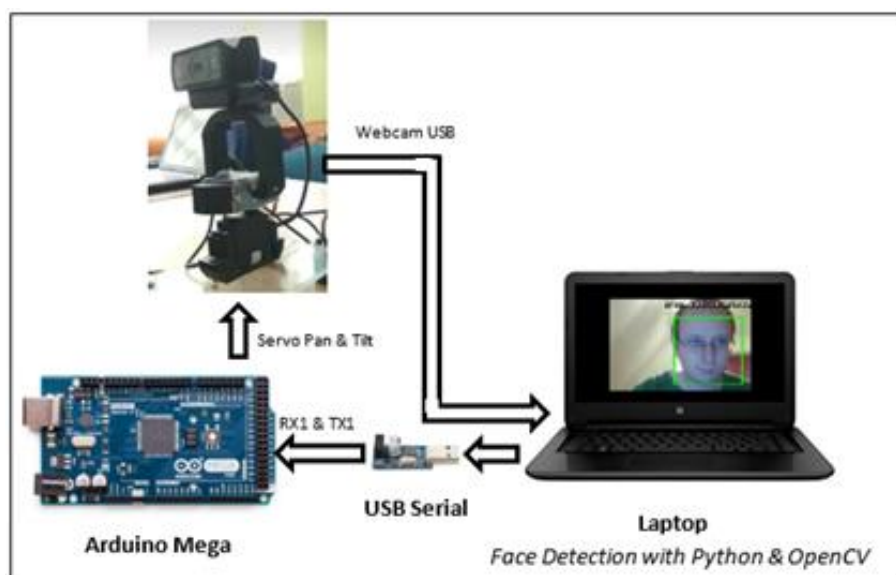 Webcam USB
Servo Pan & Tilt
RX1 & TX1
USB Serial
Arduino Mega
Laptop
Face Detection with Python & OpenCV